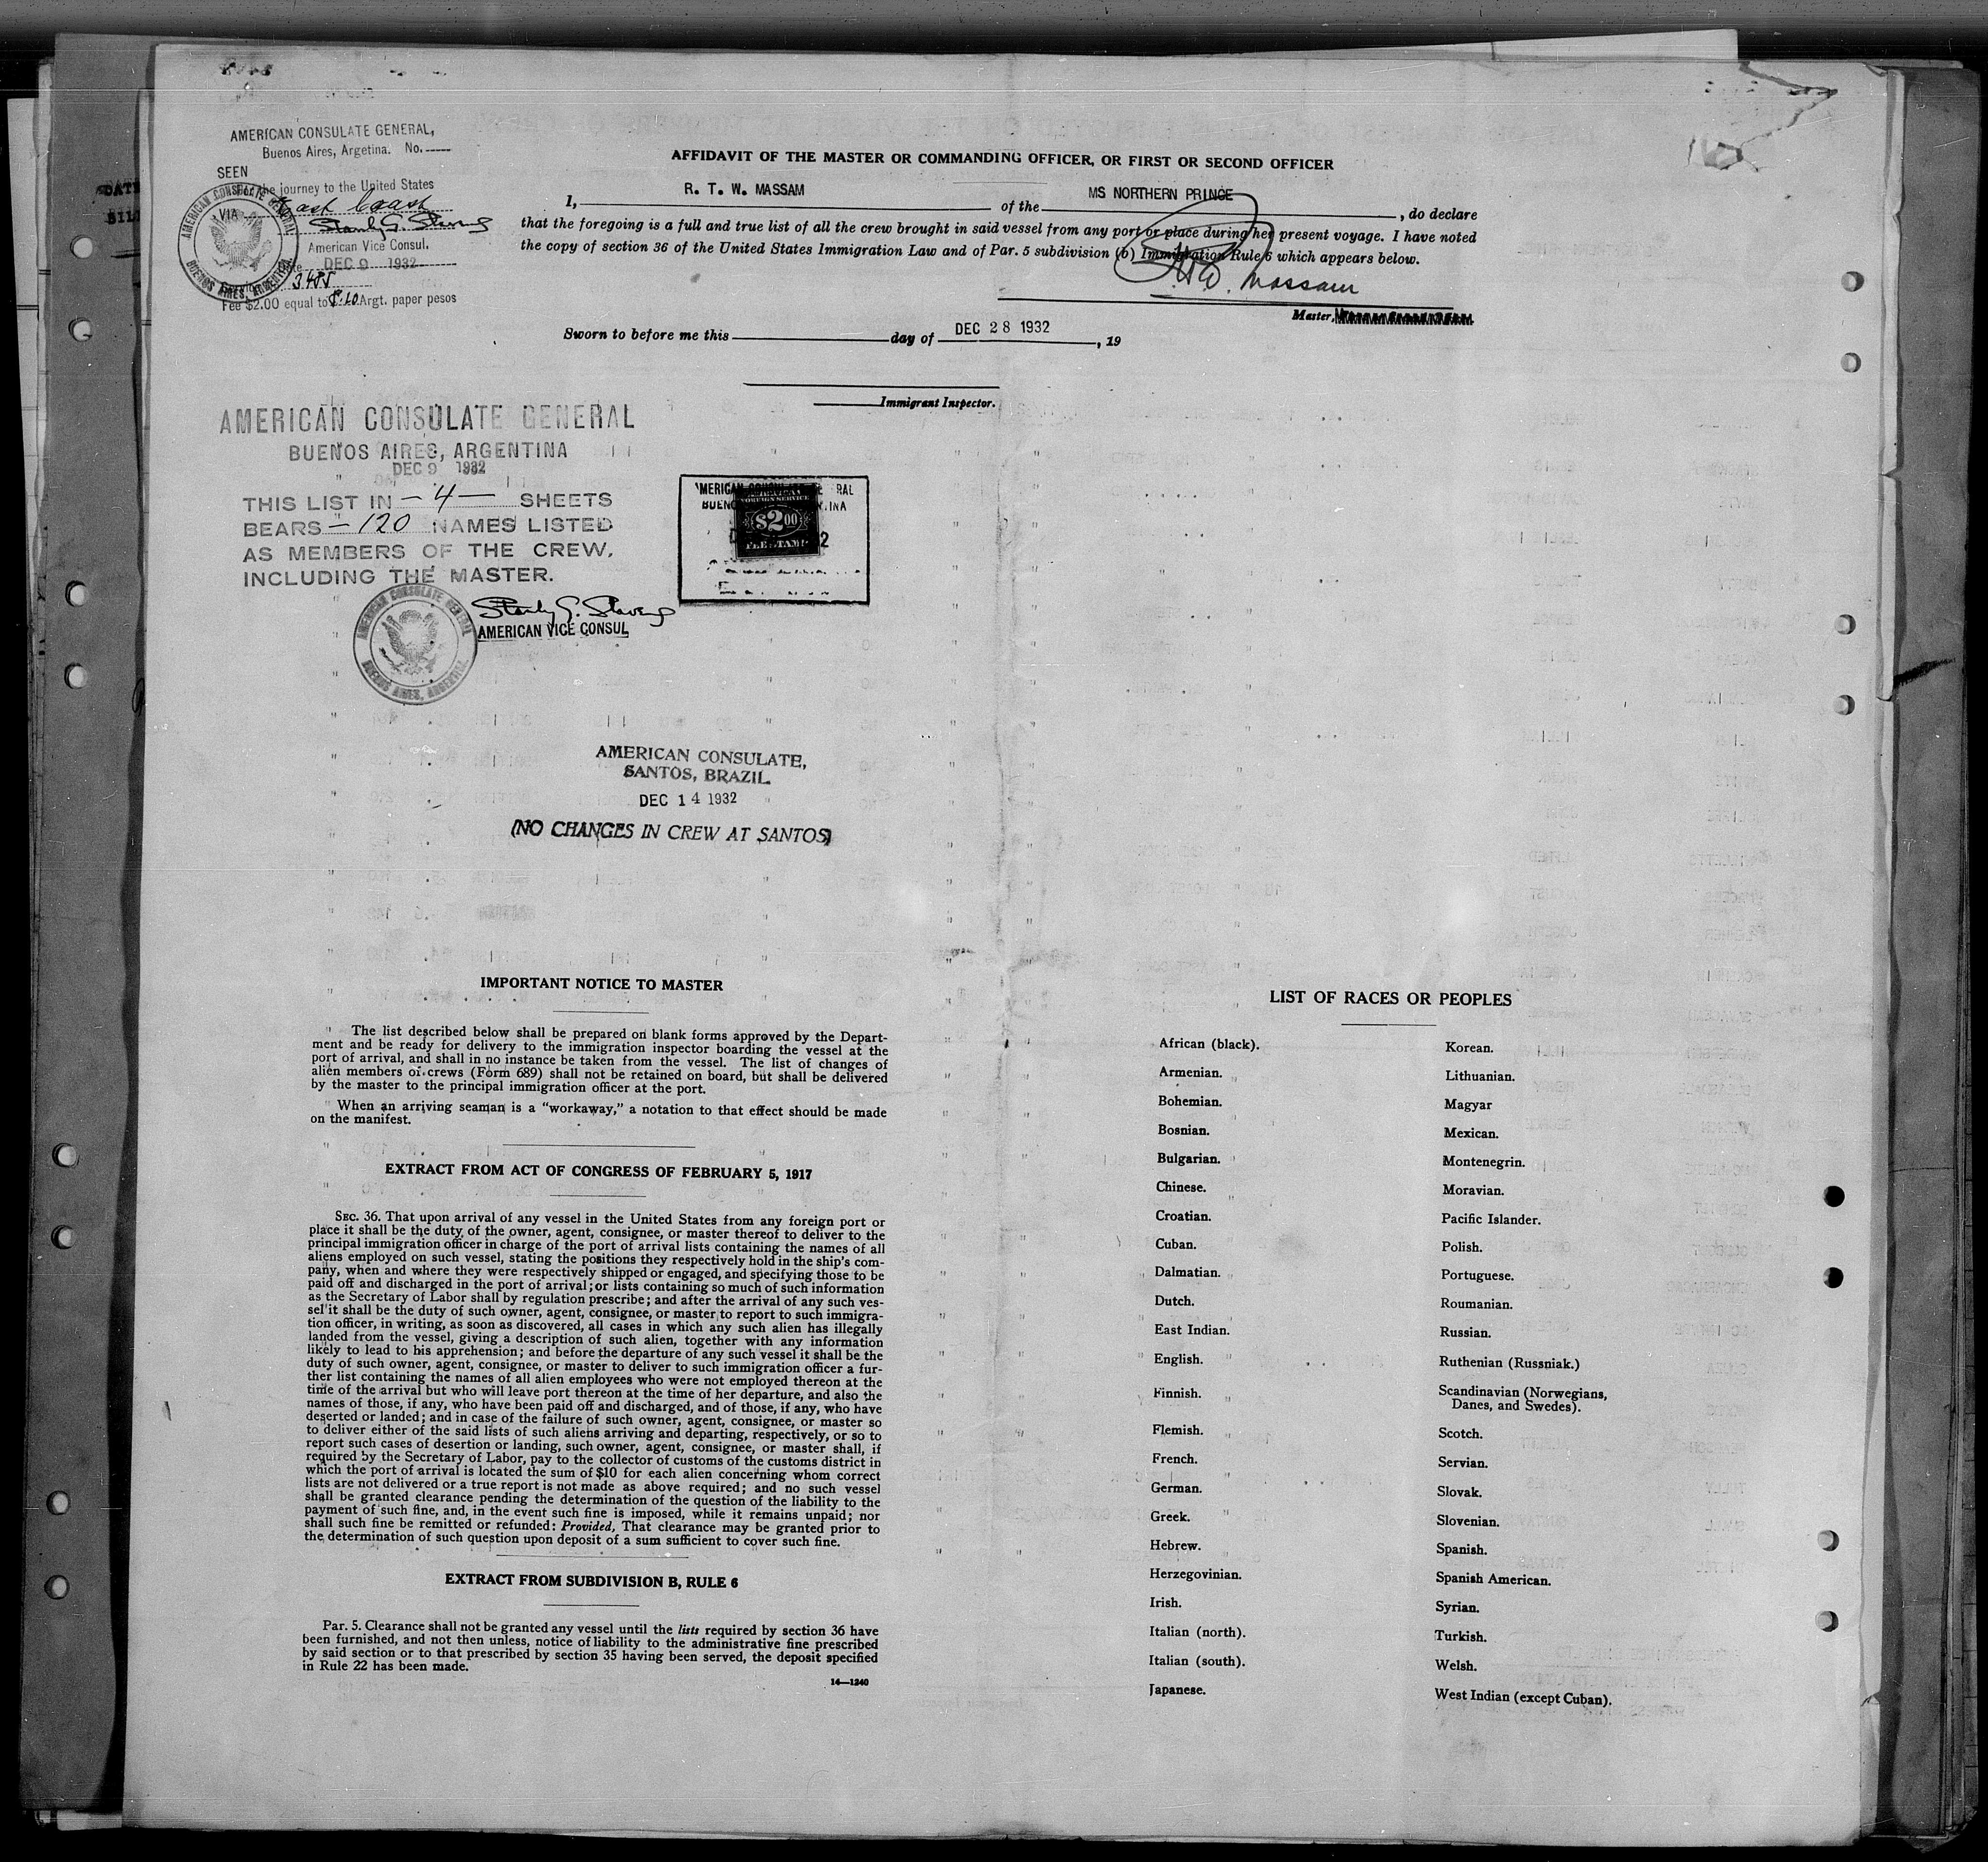 AMERICAN CONSULATE GENERAL,
Buenos Aires, Argetina. No.
SEEN
the journey to the United States
VIA East Coast
American Vice Consul.
DEC 9 1932
Fee $2.00 equal to Argt. paper pesos
AMERICAN CONSULATE GENERAL
BUENOS AIRES, ARGENTINA
AFFIDAVIT OF THE MASTER OR COMMANDING OFFICER, OR FIRST OR SECOND OFFICER
I, R. T. W. MASSAM of the MS NORTHERN PRINCE, do declare
that the foregoing is a full and true list of all the crew brought in said vessel from any port or place during her present voyage. I have noted
the copy of section 36 of the United States Immigration Law and of Par. 5 subdivision (b) Immigration Rule 6 which appears below.
Massam
Master,
Sworn to before me this day of DEC 28 1932, 19
Immigrant Inspector.
AMERICAN CONSULATE GENERAL
BUENOS AIRES, ARGENTINA
DEC 9 1932
THIS LIST IN - 4 - SHEETS
BEARS - 120 NAMES LISTED
AS MEMBERS OF THE CREW,
INCLUDING THE MASTER.
AMERICAN VICE CONSUL
AMERICAN CONSULATE GENERAL
BUENOS AIRES, ARGENTINA
AMERICAN
FOREIGN SERVICE
$2.00
FEE STAMP
AMERICAN CONSULATE,
SANTOS, BRAZIL
DEC 14 1932
(NO CHANGES IN CREW AT SANTOS)
IMPORTANT NOTICE TO MASTER
The list described below shall be prepared on blank forms approved by the Depart-
ment and be ready for delivery to the immigration inspector boarding the vessel at the
port of arrival, and shall in no instance be taken from the vessel. The list of changes of
alien members of crews (Form 689) shall not be retained on board, but shall be delivered
by the master to the principal immigration officer at the port.
When an arriving seaman is a "workaway," a notation to that effect should be made
on the manifest.
EXTRACT FROM ACT OF CONGRESS OF FEBRUARY 5, 1917
SEC. 36. That upon arrival of any vessel in the United States from any foreign port or
place it shall be the duty of the owner, agent, consignee, or master thereof to deliver to the
principal immigration officer in charge of the port of arrival lists containing the names of all
aliens employed on such vessel, stating the positions they respectively hold in the ship's com-
pany, when and where they were respectively shipped or engaged, and specifying those to be
paid off and discharged in the port of arrival; or lists containing so much of such information
as the Secretary of Labor shall by regulation prescribe; and after the arrival of any such ves-
sel it shall be the duty of such owner, agent, consignee, or master to report to such immigra-
tion officer, in writing, as soon as discovered, all cases in which any such alien has illegally
landed from the vessel, giving a description of such alien, together with any information
likely to lead to his apprehension; and before the departure of any such vessel it shall be the
duty of such owner, agent, consignee, or master to deliver to such immigration officer a fur-
ther list containing the names of all alien employees who were not employed thereon at the
time of the arrival but who will leave port thereon at the time of her departure, and also the
names of those, if any, who have been paid off and discharged, and of those, if any, who have
deserted or landed; and in case of the failure of such owner, agent, consignee, or master so
to deliver either of the said lists of such aliens arriving and departing, respectively, or so to
report such cases of desertion or landing, such owner, agent, consignee, or master shall, if
required by the Secretary of Labor, pay to the collector of customs of the customs district in
which the port of arrival is located the sum of $10 for each alien concerning whom correct
lists are not delivered or a true report is not made as above required; and no such vessel
shall be granted clearance pending the determination of the question of the liability to the
payment of such fine, and, in the event such fine is imposed, while it remains unpaid; nor
shall such fine be remitted or refunded: Provided, That clearance may be granted prior to
the determination of such question upon deposit of a sum sufficient to cover such fine.
EXTRACT FROM SUBDIVISION B, RULE 6
Par. 5. Clearance shall not be granted any vessel until the lists required by section 36 have
been furnished, and not then unless, notice of liability to the administrative fine prescribed
by said section or to that prescribed by section 35 having been served, the deposit specified
in Rule 22 has been made.
14—1240
LIST OF RACES OR PEOPLES
African (black).
Armenian.
Bohemian.
Bosnian.
Bulgarian.
Chinese.
Croatian.
Cuban.
Dalmatian.
Dutch.
East Indian.
English.
Finnish.
Flemish.
French.
German.
Greek.
Hebrew.
Herzegovinian.
Irish.
Italian (north).
Italian (south).
Japanese.
Korean.
Lithuanian.
Magyar
Mexican.
Montenegrin.
Moravian.
Pacific Islander.
Polish.
Portuguese.
Roumanian.
Russian.
Ruthenian (Russniak.)
Scandinavian (Norwegians,
Danes, and Swedes).
Scotch.
Servian.
Slovak.
Slovenian.
Spanish.
Spanish American.
Syrian.
Turkish.
Welsh.
West Indian (except Cuban).